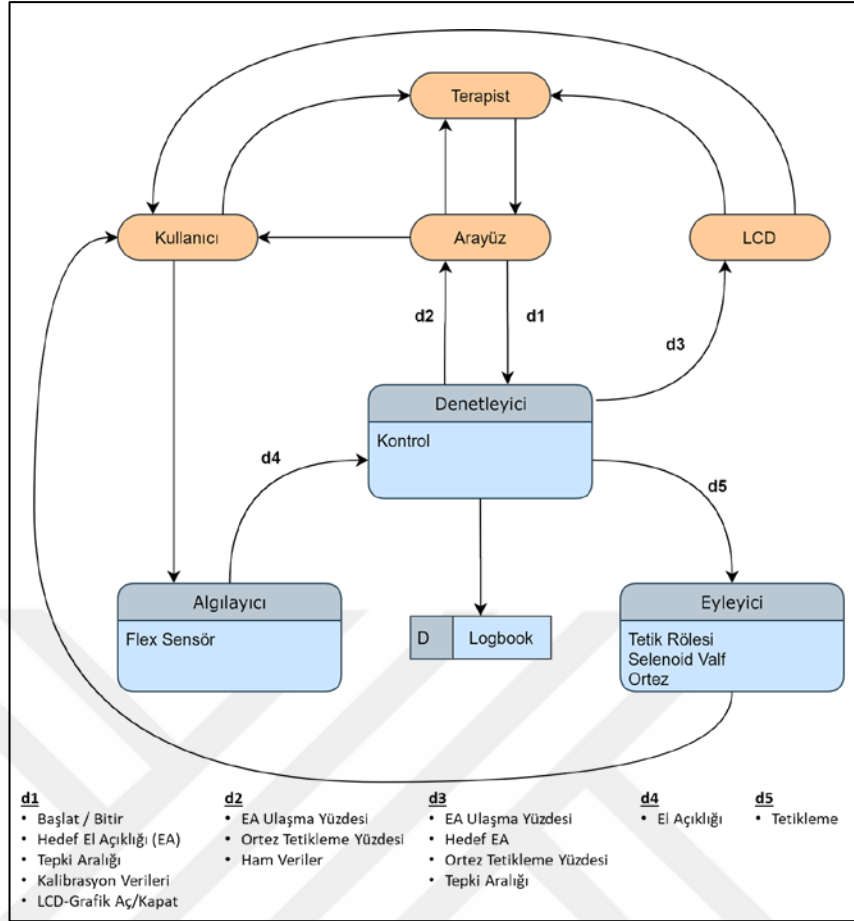 Terapist
Kullanıcı
Arayüz
LCD
d2
d1
d3
Denetleyici
Kontrol
d4
d5
Algılayıcı
Flex Sensör
D
Logbook
Eyleyici
Tetik Rölesi
Selenoid Valf
Ortez
d1
• Başlat / Bitir
• Hedef El Açıklığı (EA)
• Tepki Aralığı
• Kalibrasyon Verileri
• LCD-Grafik Aç/Kapat
d2
• EA Ulaşma Yüzdesi
• Ortez Tetikleme Yüzdesi
• Ham Veriler
d3
• EA Ulaşma Yüzdesi
• Hedef EA
• Ortez Tetikleme Yüzdesi
• Tepki Aralığı
d4
• El Açıklığı
d5
• Tetikleme